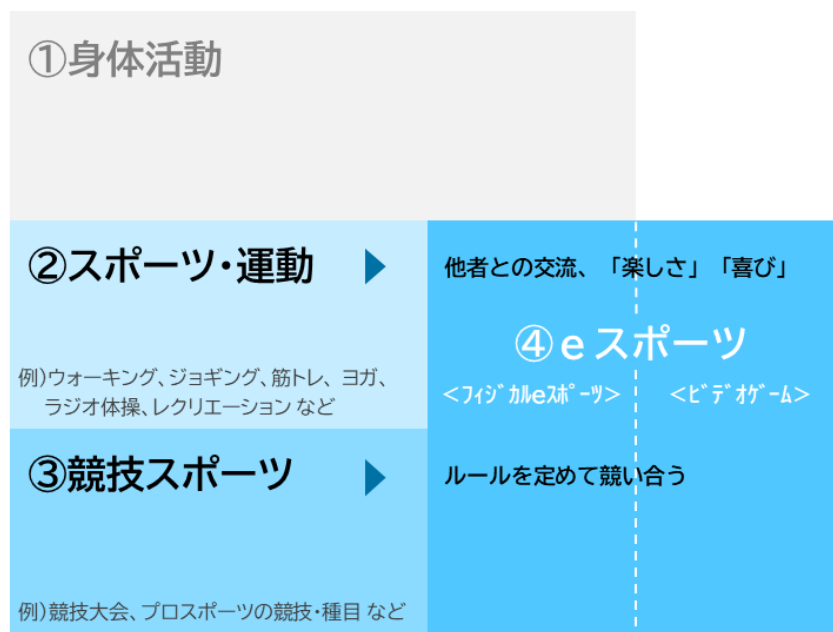 ①身体活動
②スポーツ・運動
他者との交流、「楽しさ」「喜び」
④eスポーツ
<ﾌｨｼﾞｶﾙeｽﾎﾟｰﾂ>
<ﾋﾞﾃﾞｵｹﾞｰﾑ>
例)ウォーキング、ジョギング、筋トレ、ヨガ、
ラジオ体操、レクリエーション など
③競技スポーツ
ルールを定めて競い合う
例)競技大会、プロスポーツの競技・種目 など